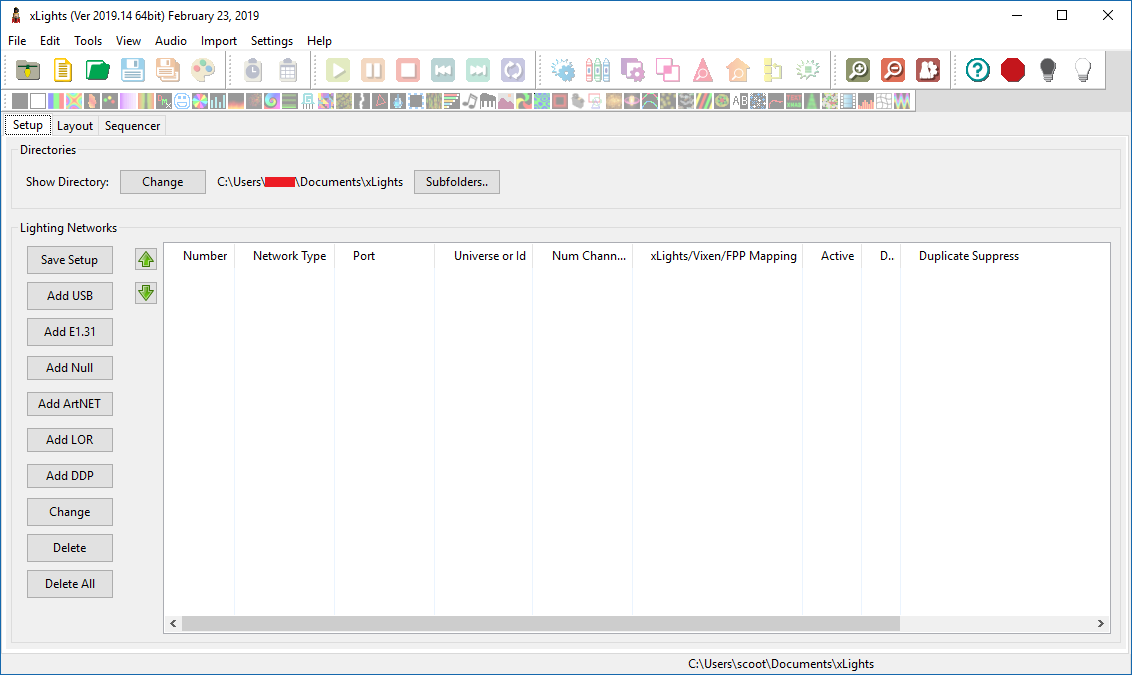 xLights (Ver 2019.14 64bit) February 23, 2019
File Edit Tools View Audio Import Settings Help
Setup Layout Sequencer
Directories
Show Directory: Change C:\Users\ \Documents\xLights Subfolders..
Lighting Networks
Save Setup
Add USB
Add E1.31
Add Null
Add ArtNET
Add LOR
Add DDP
Change
Delete
Delete All
Number Network Type Port Universe or Id Num Chann... xLights/Vixen/FPP Mapping Active D.. Duplicate Suppress
C:\Users\scoot\Documents\xLights